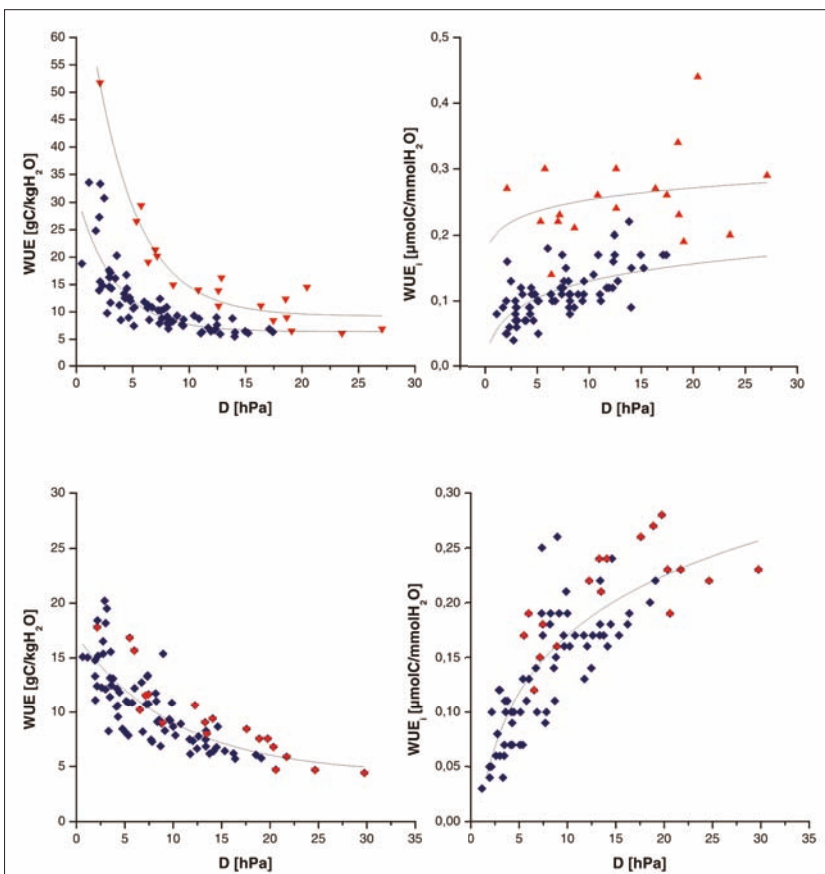 60
55
50
45
40
35
30
25
20
15
10
5
0
0 5 10 15 20 25 30
WUE [gC/kgH₂O]
D [hPa]
0,5
0,4
0,3
0,2
0,1
0,0
0 5 10 15 20 25 30
WUEᵢ [µmolC/mmolH₂O]
D [hPa]
30
25
20
15
10
5
0
0 5 10 15 20 25 30 35
WUE [gC/kgH₂O]
D [hPa]
0,30
0,25
0,20
0,15
0,10
0,05
0,00
0 5 10 15 20 25 30 35
WUEᵢ [µmolC/mmolH₂O]
D [hPa]